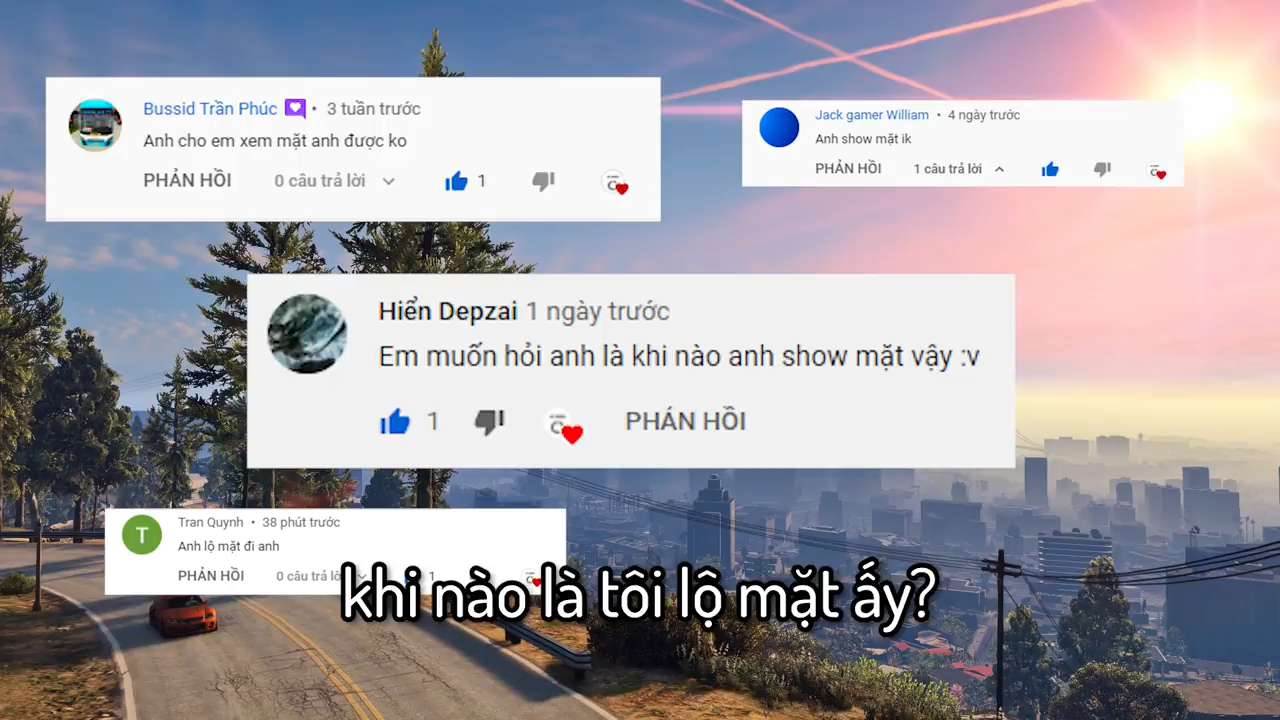 Bussid Trần Phúc • 3 tuần trước
Anh cho em xem mặt anh được ko
PHẢN HỒI 0 câu trả lời 1
Jack gamer William • 4 ngày trước
Anh show mặt ik
PHẢN HỒI 1 câu trả lời
Hiển Depzai 1 ngày trước
Em muốn hỏi anh là khi nào anh show mặt vậy :v
1 PHẢN HỒI
T
Tran Quynh • 38 phút trước
Anh lộ mặt đi anh
PHẢN HỒI 0 câu trả 1
khi nào là tôi lộ mặt ấy?